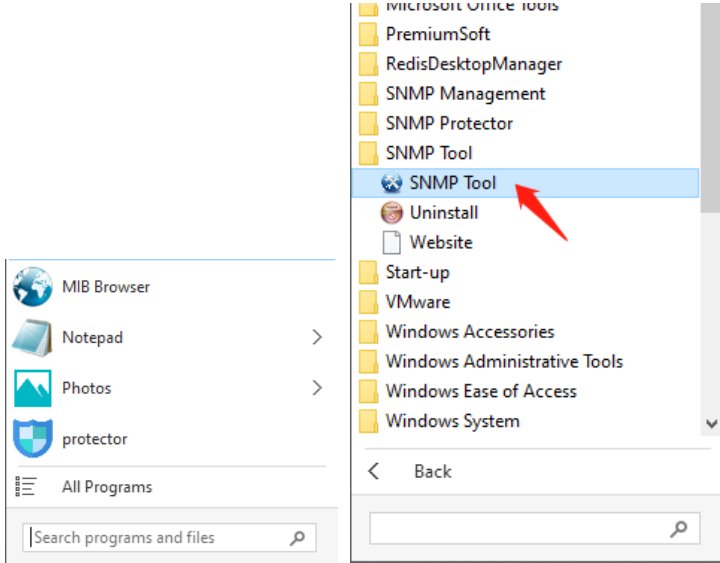 MIB Browser
Notepad
Photos
protector
All Programs
Search programs and files
Microsoft Office Tools
PremiumSoft
RedisDesktopManager
SNMP Management
SNMP Protector
SNMP Tool
SNMP Tool
Uninstall
Website
Start-up
VMware
Windows Accessories
Windows Administrative Tools
Windows Ease of Access
Windows System
Back